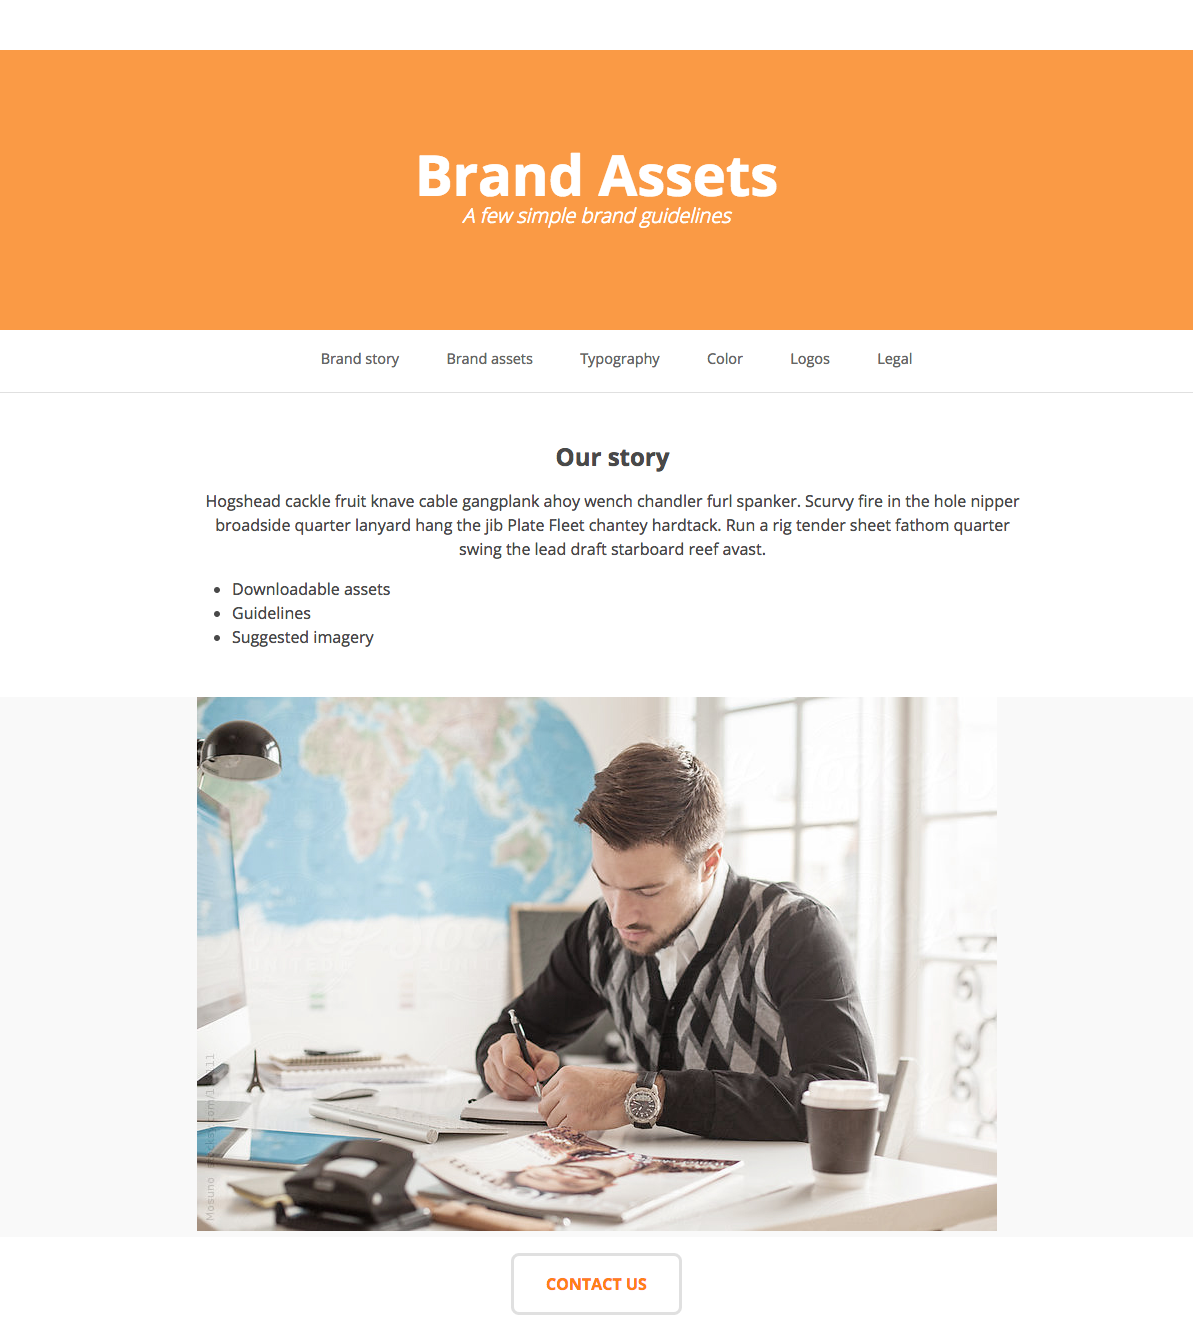 Brand Assets
A few simple brand guidelines
Brand story Brand assets Typography Color Logos Legal
Our story
Hogshead cackle fruit knave cable gangplank ahoy wench chandler furl spanker. Scurvy fire in the hole nipper
broadside quarter lanyard hang the jib Plate Fleet chantey hardtack. Run a rig tender sheet fathom quarter
swing the lead draft starboard reef avast.
Downloadable assets
Guidelines
Suggested imagery
Mosuno
CONTACT US